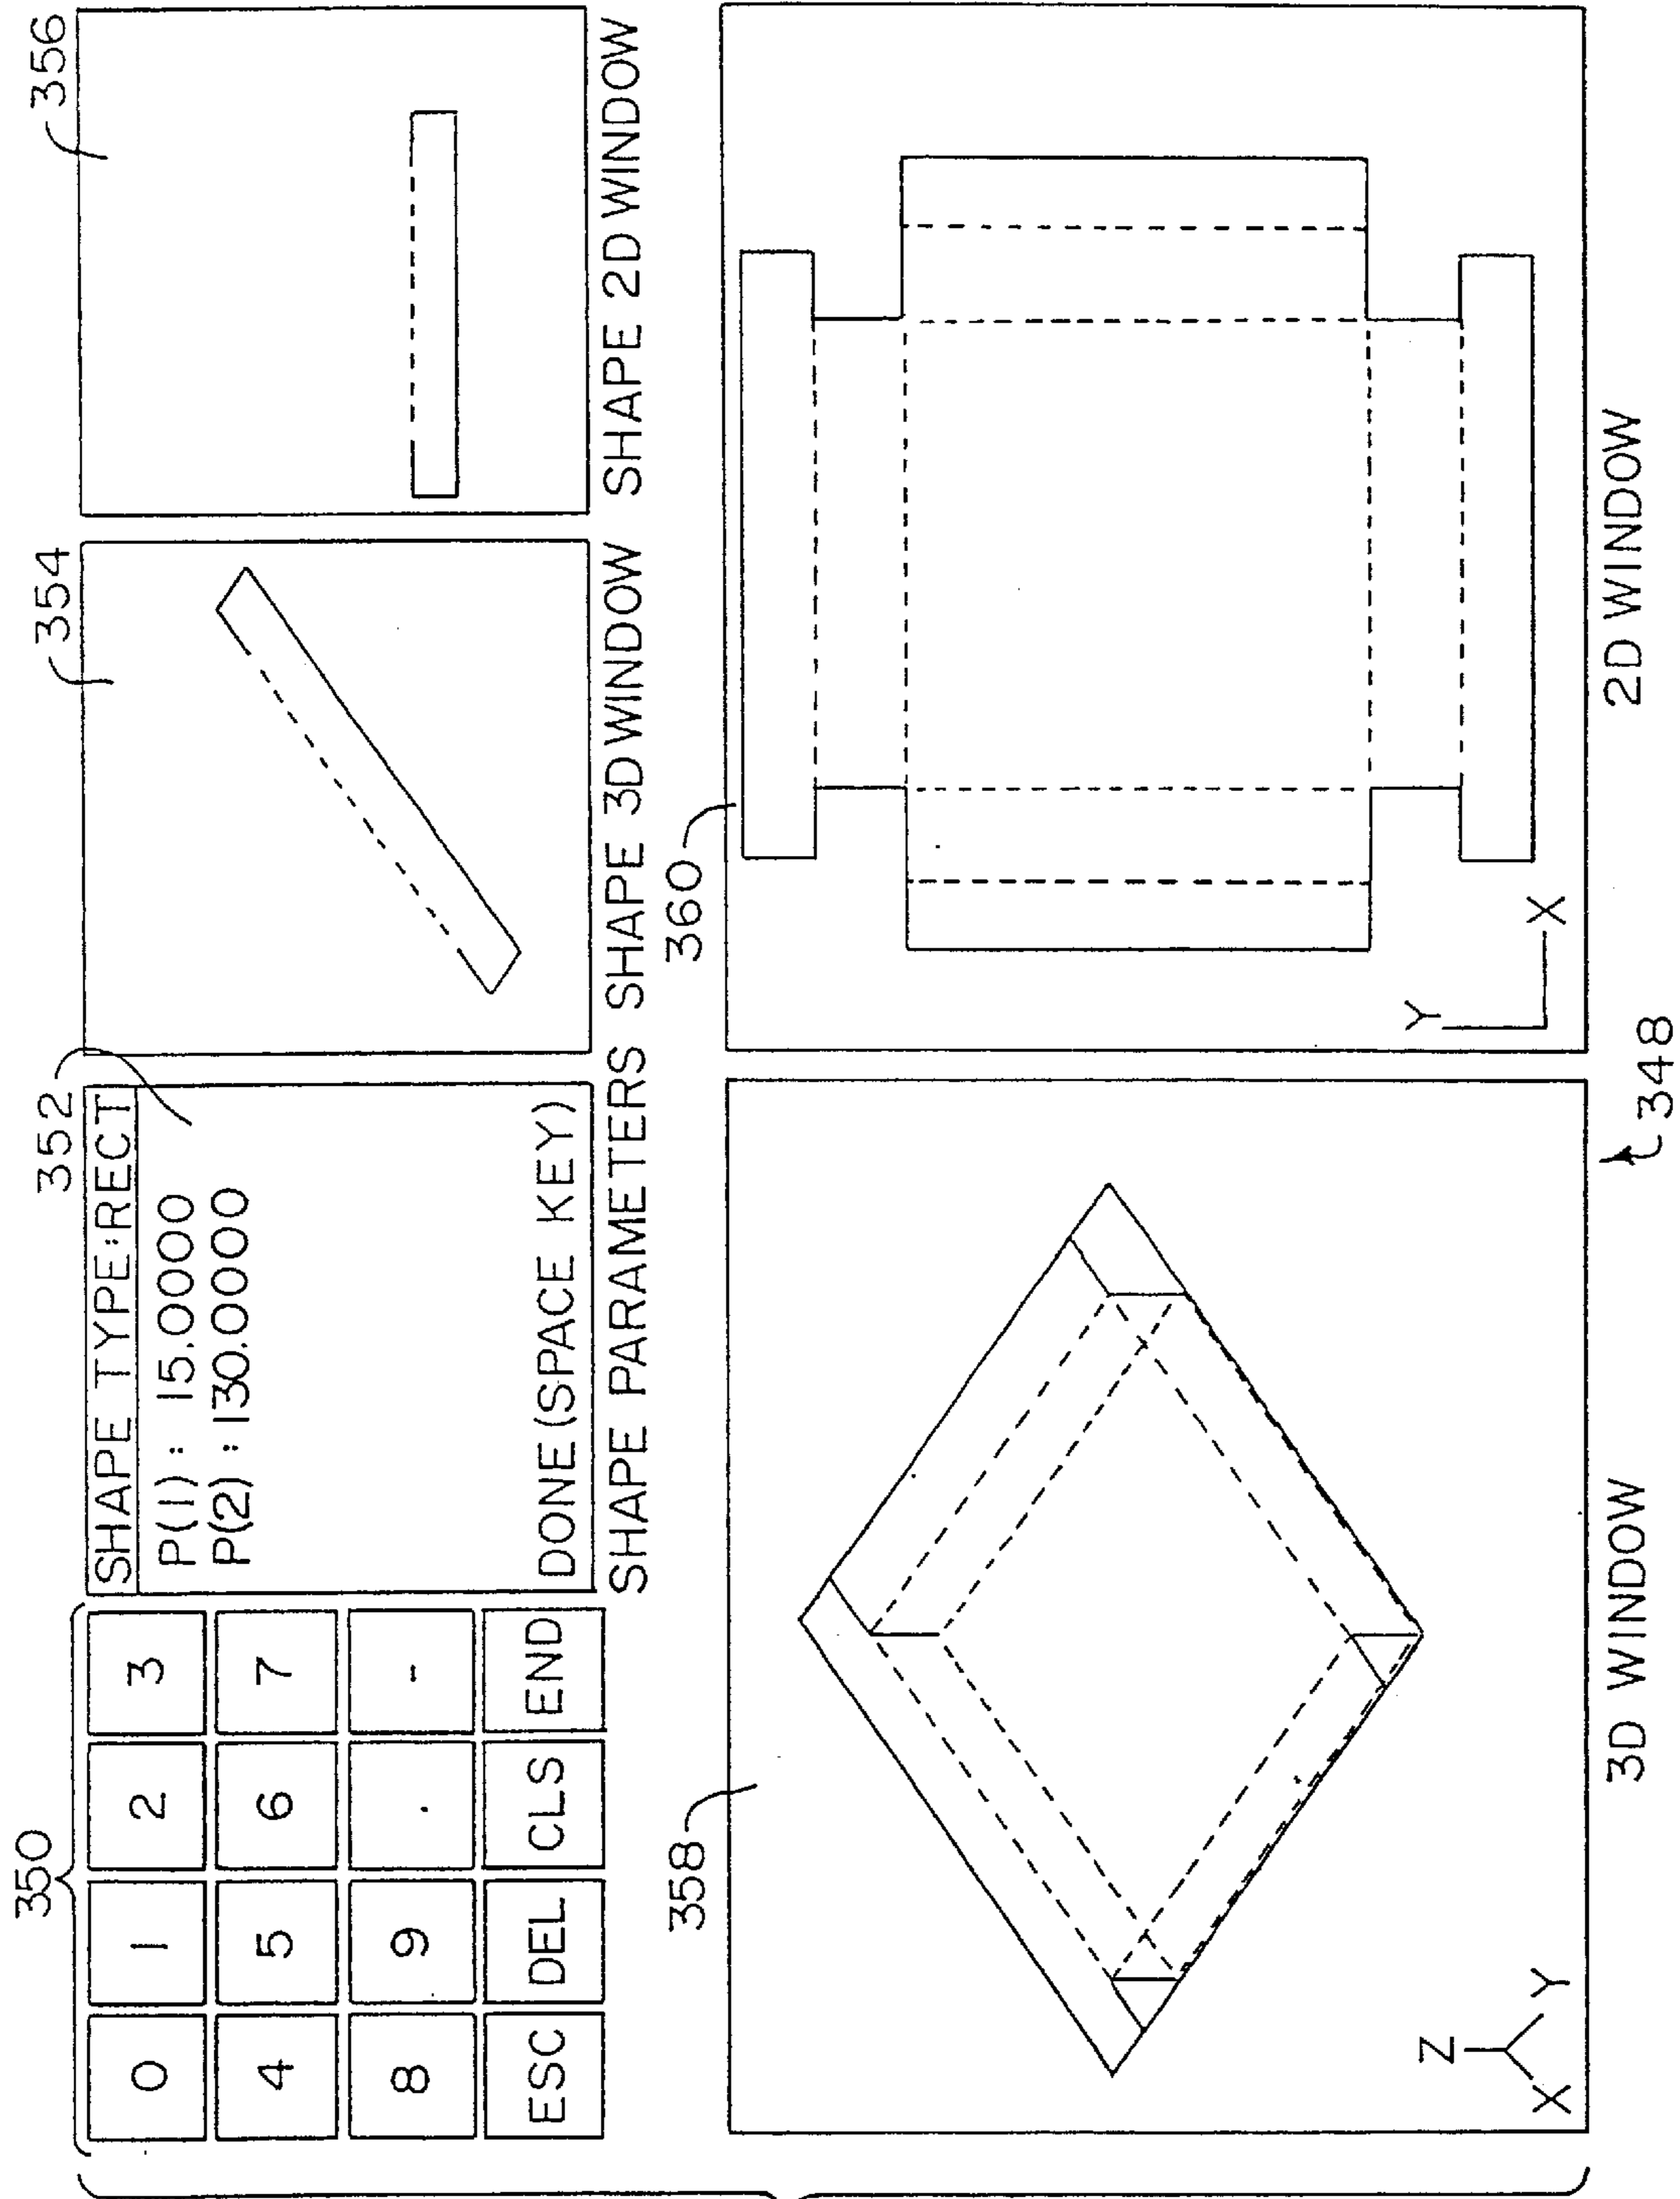 350
0 1 2 3
4 5 6 7
8 9 . -
ESC DEL CLS END
352
SHAPE TYPE:RECT
P(1): 15.0000
P(2): 130.0000
DONE (SPACE KEY)
SHAPE PARAMETERS
354
SHAPE 3D WINDOW
356
SHAPE 2D WINDOW
358
Z
X
Y
3D WINDOW
360
Y
X
2D WINDOW
348